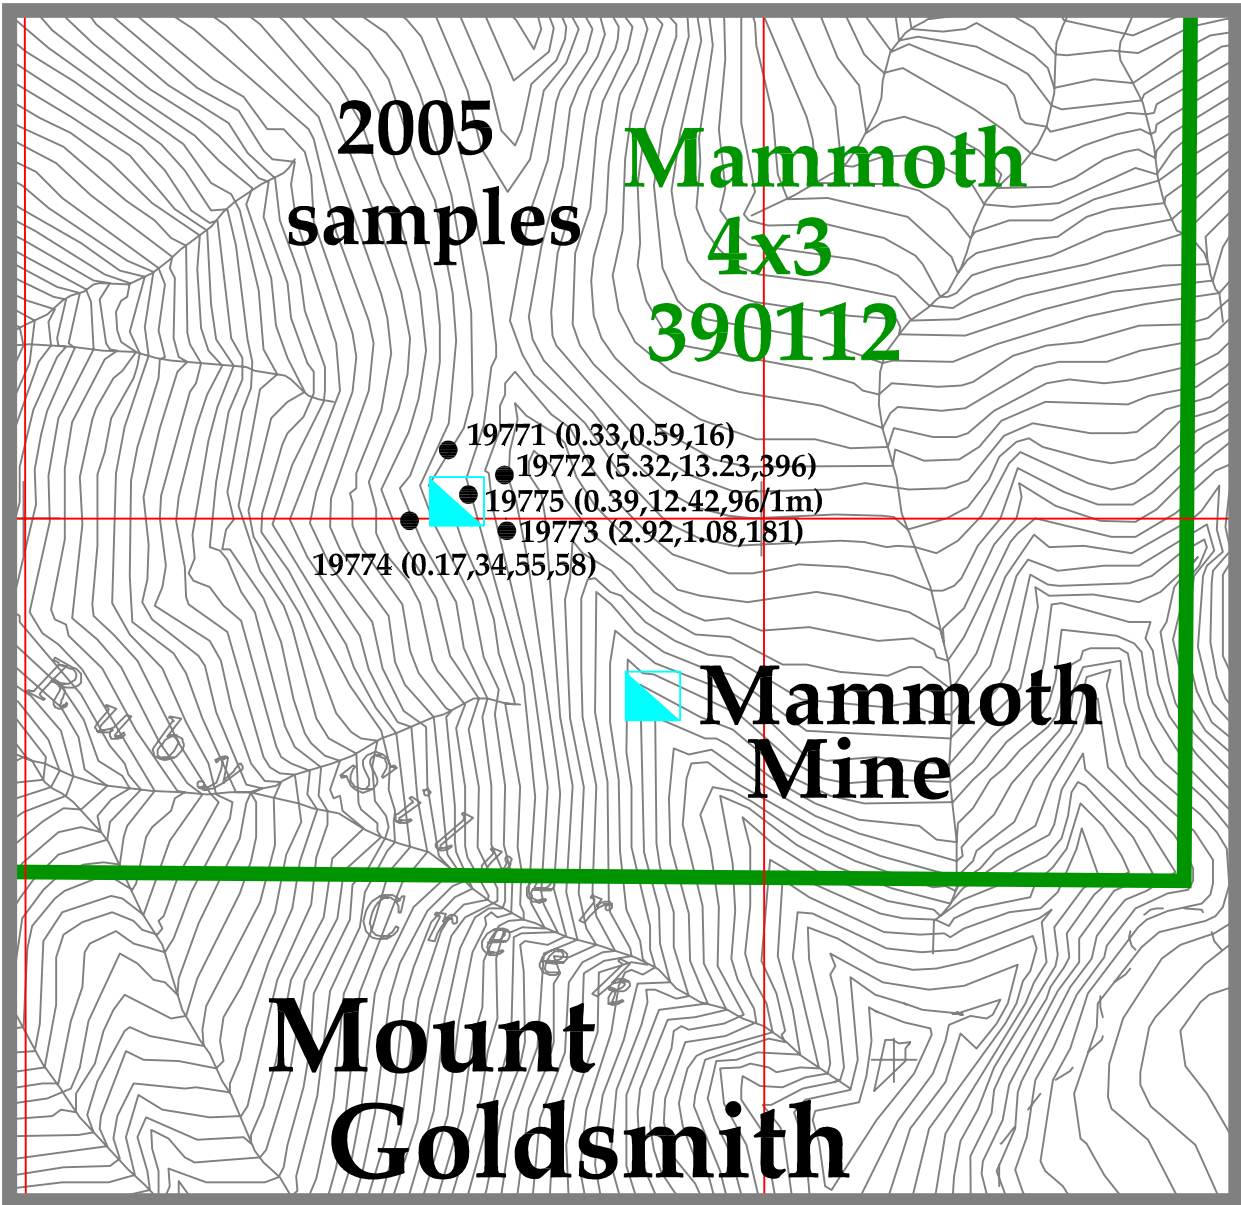 2005
samples
Mammoth
4x3
390112
19771 (0.33,0.59,16)
19772 (5.32,13.23,396)
19775 (0.39,12.42,96/1m)
19773 (2.92,1.08,181)
19774 (0.17,34,55,58)
Ruby Silver
Creek
Mammoth
Mine
Mount
Goldsmith